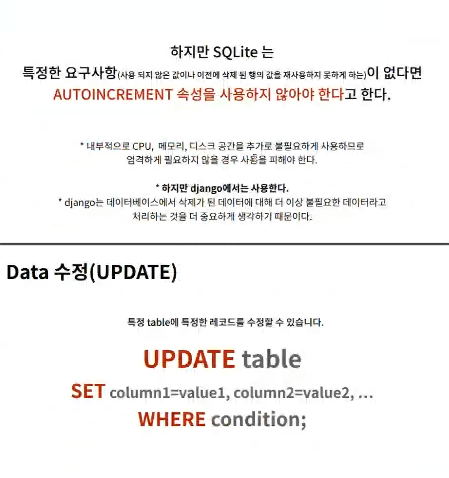 하지만 SQLite 는
특정한 요구사항(사용 되지 않은 값이나 이전에 삭제 된 행의 값을 재사용하지 못하게 하는)이 없다면
AUTOINCREMENT 속성을 사용하지 않아야 한다고 한다.
* 내부적으로 CPU, 메모리, 디스크 공간을 추가로 불필요하게 사용하므로
엄격하게 필요하지 않을 경우 사용을 피해야 한다.
* 하지만 django에서는 사용한다.
* django는 데이터베이스에서 삭제가 된 데이터에 대해 더 이상 불필요한 데이터라고
처리하는 것을 더 중요하게 생각하기 때문이다.
Data 수정(UPDATE)
특정 table에 특정한 레코드를 수정할 수 있습니다.
UPDATE table
SET column1=value1, column2=value2, ...
WHERE condition;